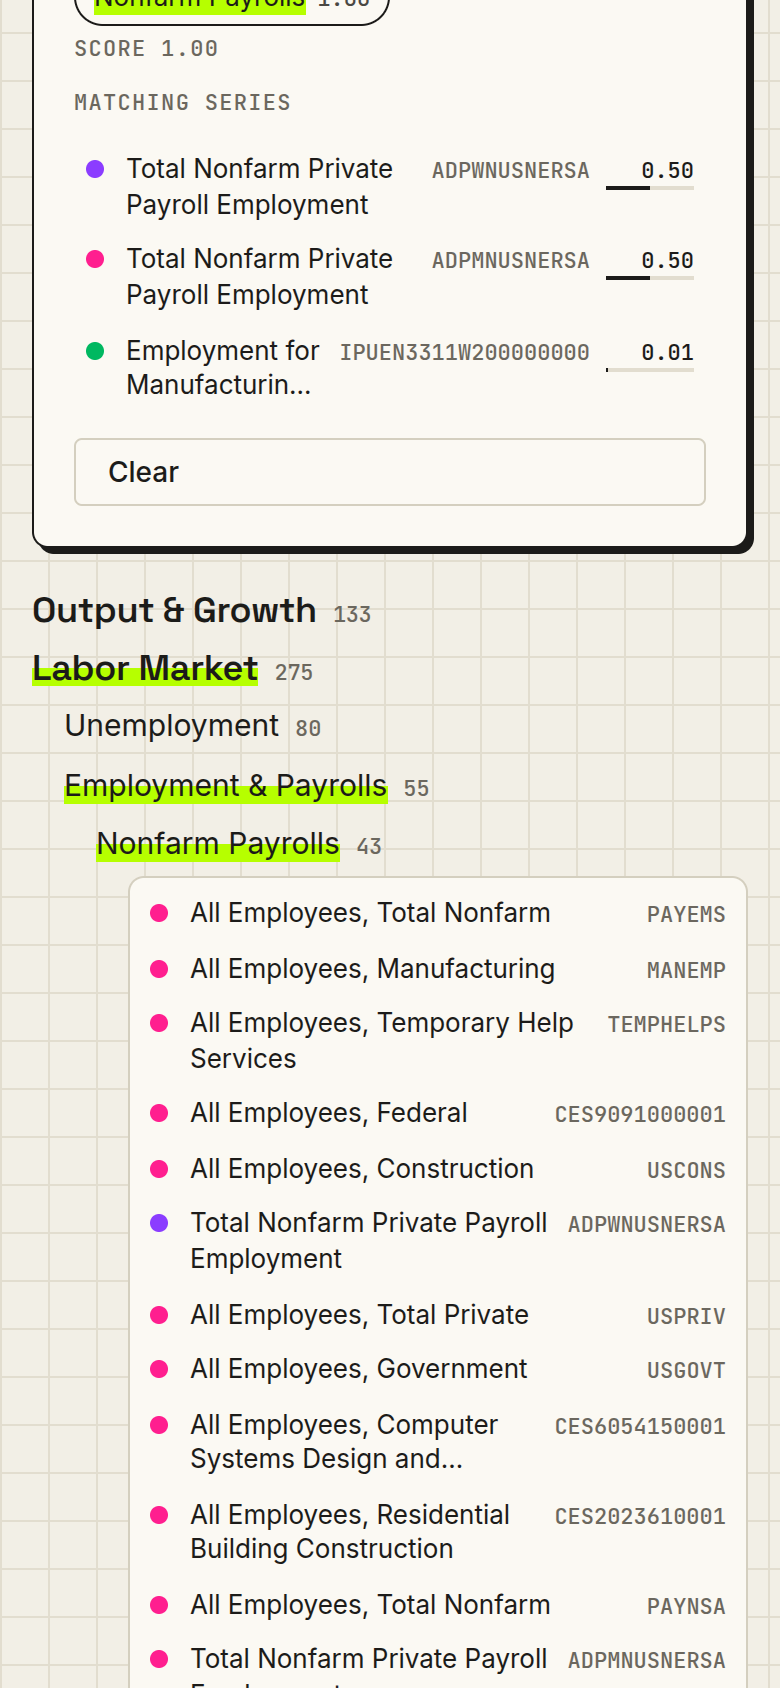 Nonfarm Payrolls 1.00
SCORE 1.00
MATCHING SERIES
Total Nonfarm Private ADPWNUSNERSA 0.50
Payroll Employment
Total Nonfarm Private ADPMNUSNERSA 0.50
Payroll Employment
Employment for IPUEN3311W200000000 0.01
Manufacturin...
Clear
Output & Growth 133
Labor Market 275
Unemployment 80
Employment & Payrolls 55
Nonfarm Payrolls 43
All Employees, Total Nonfarm PAYEMS
All Employees, Manufacturing MANEMP
All Employees, Temporary Help TEMPHELPS
Services
All Employees, Federal CES9091000001
All Employees, Construction USCONS
Total Nonfarm Private Payroll ADPWNUSNERSA
Employment
All Employees, Total Private USPRIV
All Employees, Government USGOVT
All Employees, Computer CES6054150001
Systems Design and...
All Employees, Residential CES2023610001
Building Construction
All Employees, Total Nonfarm PAYNSA
Total Nonfarm Private Payroll ADPMNUSNERSA